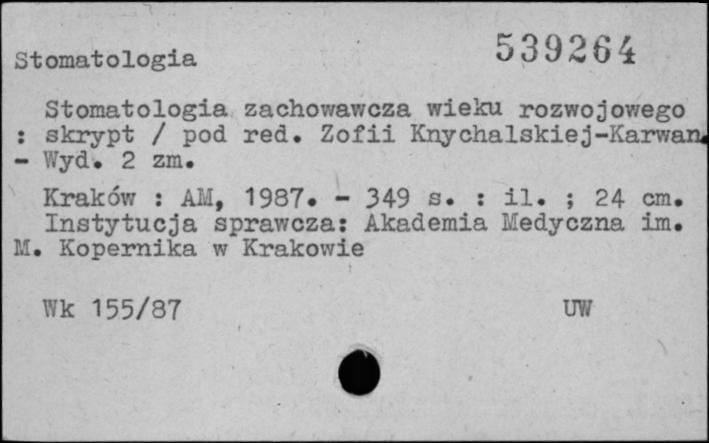 539264
Stomatologia
Stomatologia zachowawcza wieku rozwojowego
: skrypt / pod red. Zofii Knychalskiej-Karwan.
- Wyd. 2 zm.
Kraków : AM, 1987. - 349 s. : il. ; 24 cm.
Instytucja sprawcza: Akademia Medyczna im.
M. Kopernika w Krakowie
Wk 155/87 UW